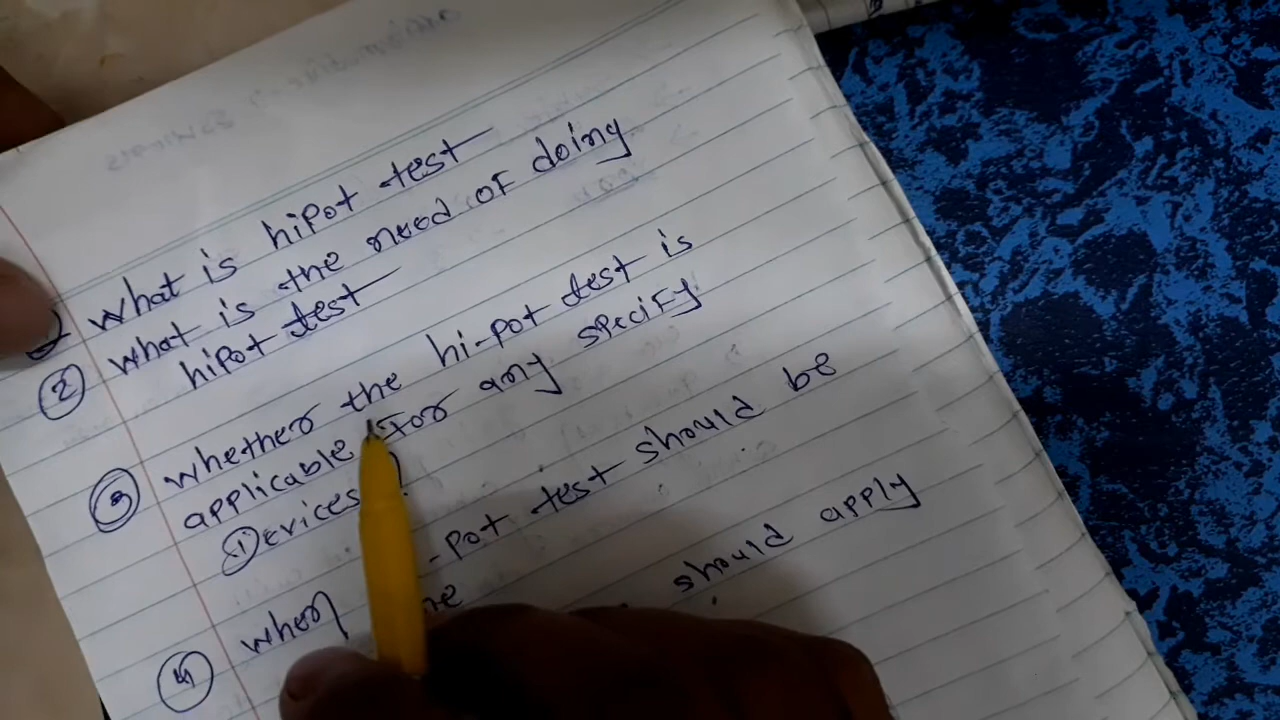 1) what is hipot test
② what is the need of doing
hipot test
③ whether the hi-pot test is
applicable for any specify
Devices?
④ when -pot test should be
should apply